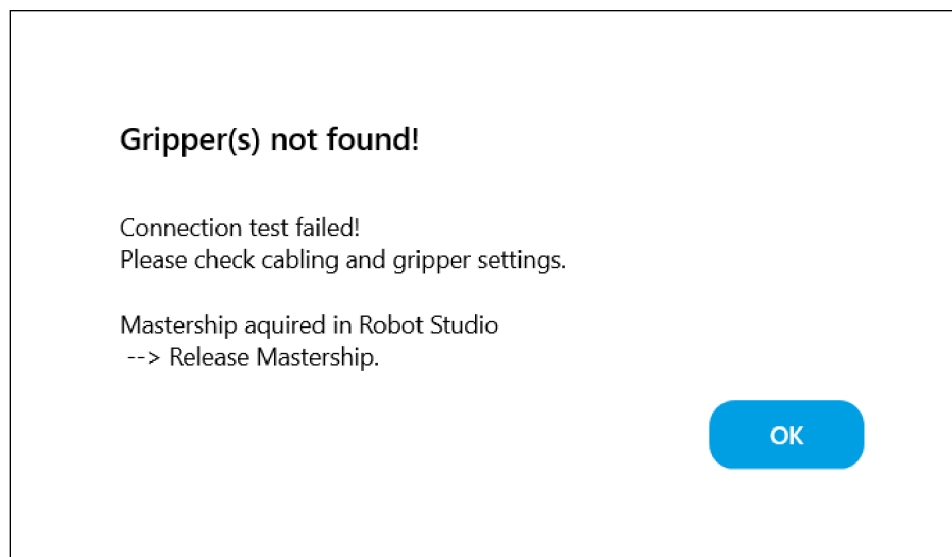 Gripper(s) not found!
Connection test failed!
Please check cabling and gripper settings.
Mastership aquired in Robot Studio
--> Release Mastership.
OK